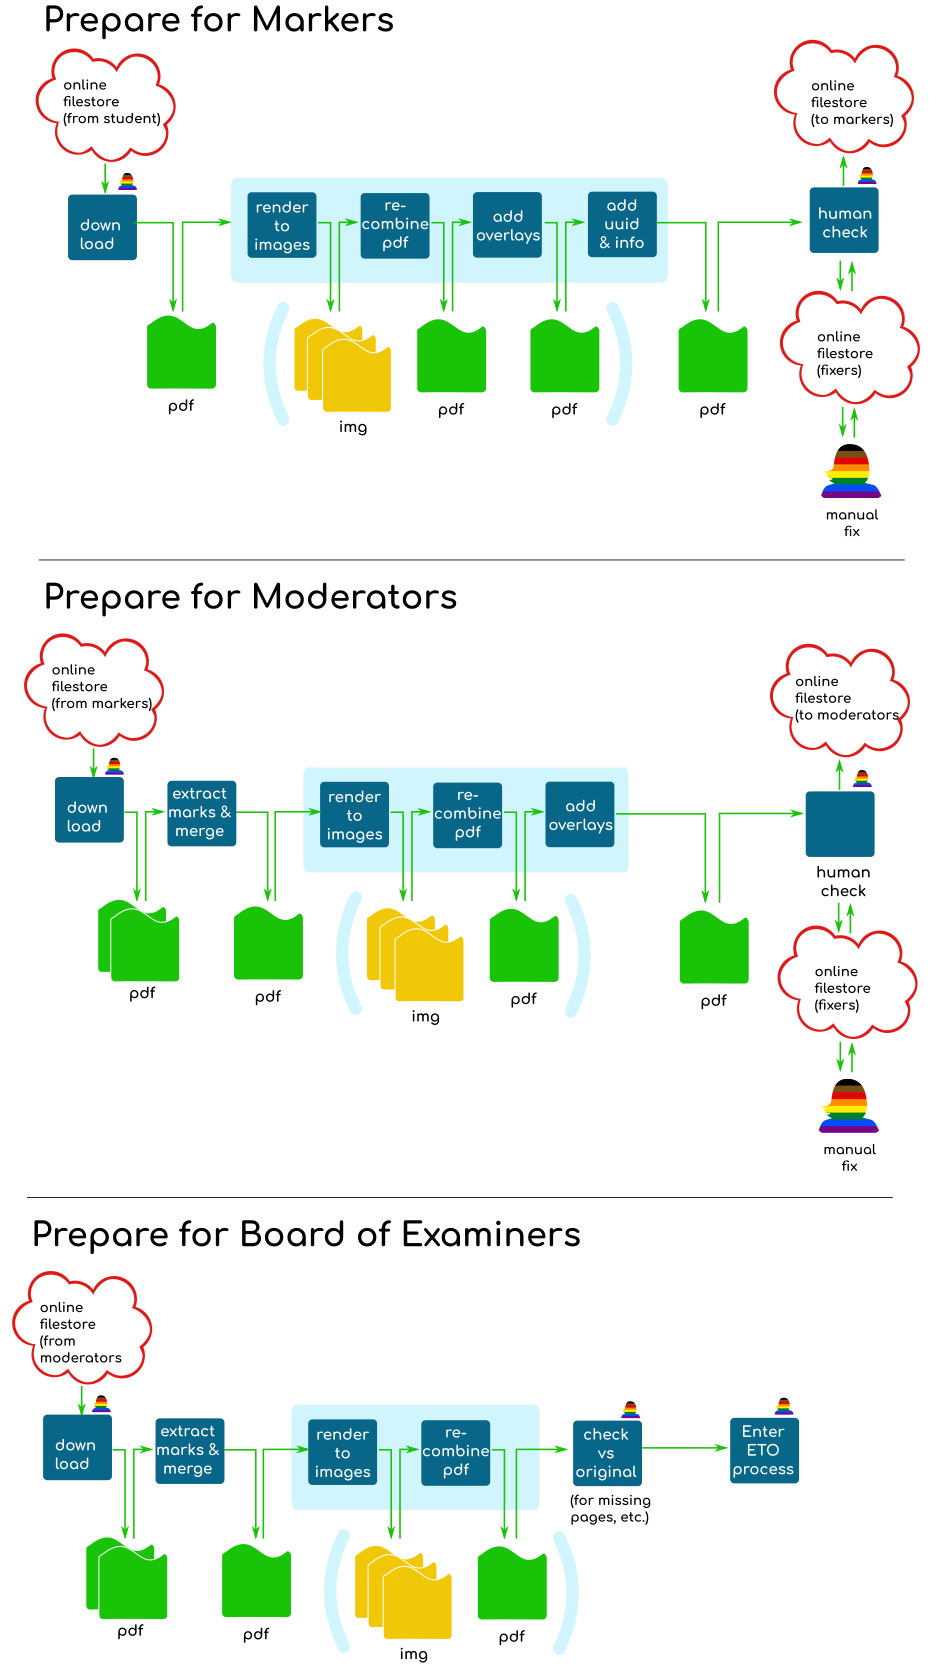 Prepare for Markers
online
filestore
(from student)
online
filestore
(to markers)
down
load
render
to
images
re-
combine
pdf
add
overlays
add
uuid
& info
human
check
online
filestore
(fixers)
pdf
img
pdf
pdf
pdf
manual
fix
Prepare for Moderators
online
filestore
(from markers)
online
filestore
(to moderators
down
load
extract
marks &
merge
render
to
images
re-
combine
pdf
add
overlays
human
check
online
filestore
(fixers)
pdf
pdf
img
pdf
pdf
manual
fix
Prepare for Board of Examiners
online
filestore
(from
moderators
down
load
extract
marks &
merge
render
to
images
re-
combine
pdf
check
vs
original
(for missing
pages, etc.)
Enter
ETO
process
pdf
pdf
img
pdf